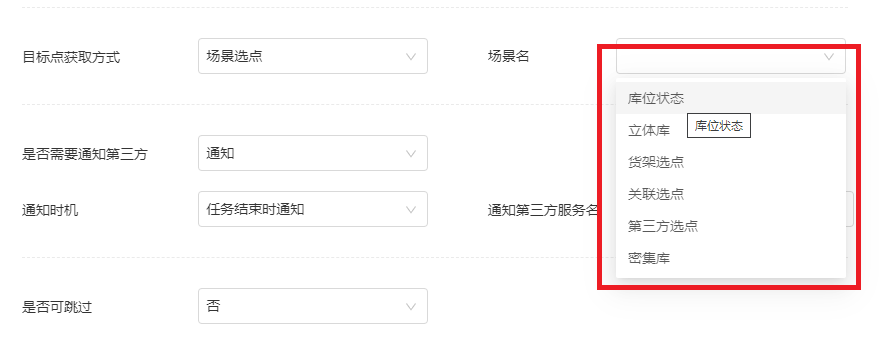 目标点获取方式 场景选点 场景名
库位状态
立体库 库位状态
是否需要通知第三方 通知
货架选点
关联选点
通知时机 任务结束时通知 通知第三方服务名
第三方选点
密集库
是否可跳过 否